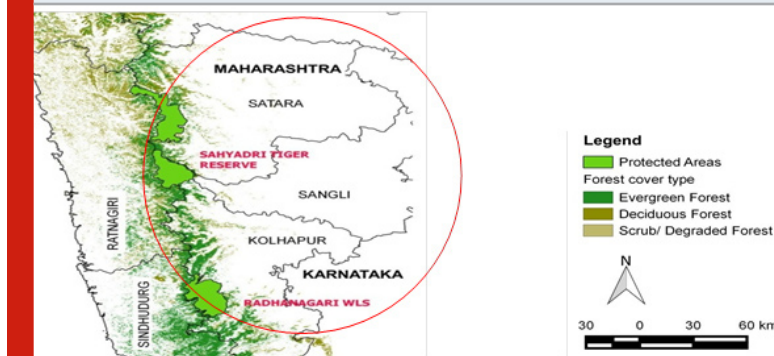 MAHARASHTRA
SATARA
SAHYADRI TIGER
RESERVE
SANGLI
RATNAGIRI
KOLHAPUR
KARNATAKA
SINDHUDURG
RADHANAGARI WLS
Legend
Protected Areas
Forest cover type
Evergreen Forest
Deciduous Forest
Scrub/ Degraded Forest
N
30 0 30 60 km